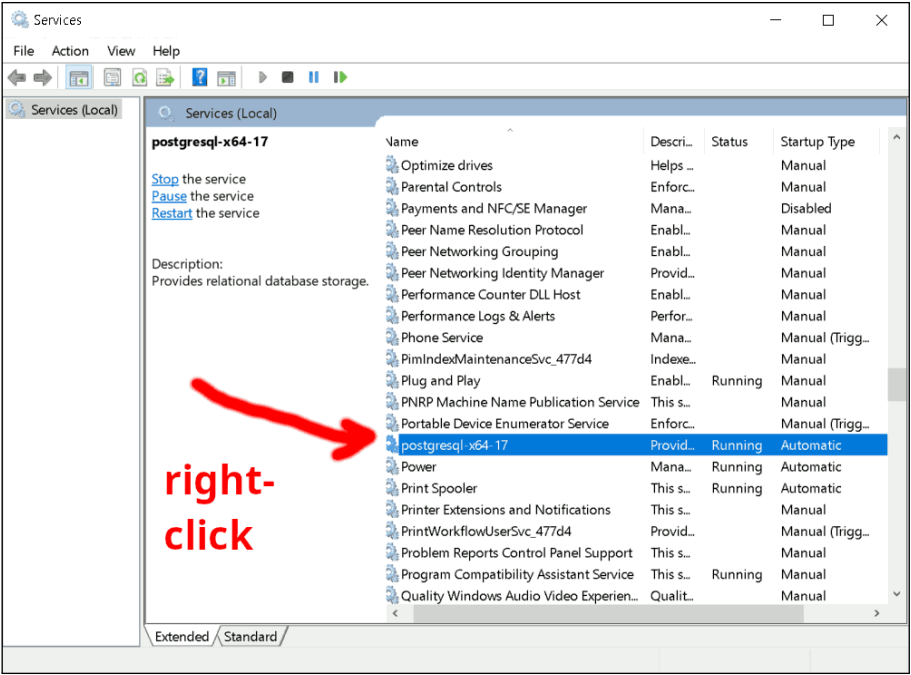 Services
File Action View Help
Services (Local)
Services (Local)
postgresql-x64-17
Stop the service
Pause the service
Restart the service
Description:
Provides relational database storage.
Name Descri... Status Startup Type
Optimize drives Helps ... Manual
Parental Controls Enforc... Manual
Payments and NFC/SE Manager Mana... Disabled
Peer Name Resolution Protocol Enabl... Manual
Peer Networking Grouping Enabl... Manual
Peer Networking Identity Manager Provid... Manual
Performance Counter DLL Host Enabl... Manual
Performance Logs & Alerts Perfor... Manual
Phone Service Mana... Manual (Trigg...
PimIndexMaintenanceSvc_477d4 Indexe... Manual
Plug and Play Enabl... Running Manual
PNRP Machine Name Publication Service This s... Manual
Portable Device Enumerator Service Enforc... Manual (Trigg...
postgresql-x64-17 Provid... Running Automatic
Power Mana... Running Automatic
Print Spooler This s... Running Automatic
Printer Extensions and Notifications This s... Manual
PrintWorkflowUserSvc_477d4 Provid... Manual (Trigg...
Problem Reports Control Panel Support This s... Manual
Program Compatibility Assistant Service This s... Running Manual
Quality Windows Audio Video Experien... Qualit... Manual
right-
click
Extended Standard